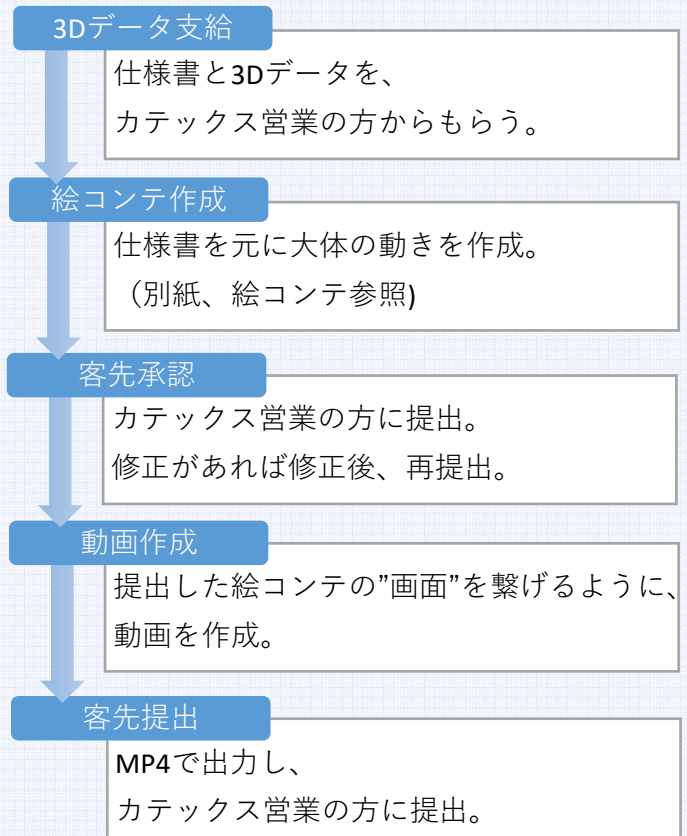 3Dデータ支給
仕様書と3Dデータを、
カテックス営業の方からもらう。
絵コンテ作成
仕様書を元に大体の動きを作成。
（別紙、絵コンテ参照)
客先承認
カテックス営業の方に提出。
修正があれば修正後、再提出。
動画作成
提出した絵コンテの”画面”を繋げるように、
動画を作成。
客先提出
MP4で出力し、
カテックス営業の方に提出。